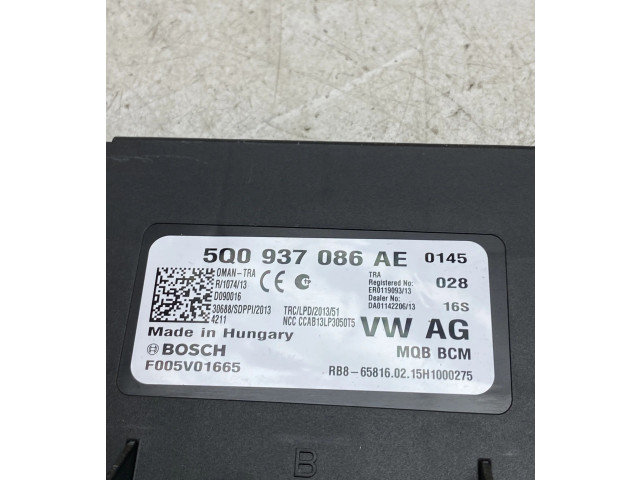 5Q0 937 086 AE 0145
OMAN-TRA
R/1074/13
D090016
CE
TRA
Registered No:
ER0119093/13
Dealer No:
DA01142206/13
028
16S
30688/SDPPI/2013
4211
TRC/LPD/2013/51
NCC CCAB13LP3050T5
Made in Hungary
VW AG
BOSCH
MQB BCM
F005V01665
RB8-65816.02.15H1000275
B